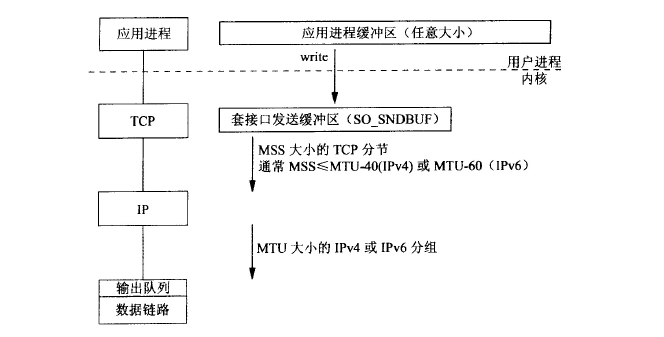 应用进程
应用进程缓冲区（任意大小）
write
用户进程
内核
TCP
套接口发送缓冲区（SO_SNDBUF）
MSS 大小的 TCP 分节
通常 MSS≤MTU-40(IPv4) 或 MTU-60（IPv6）
IP
MTU 大小的 IPv4 或 IPv6 分组
输出队列
数据链路